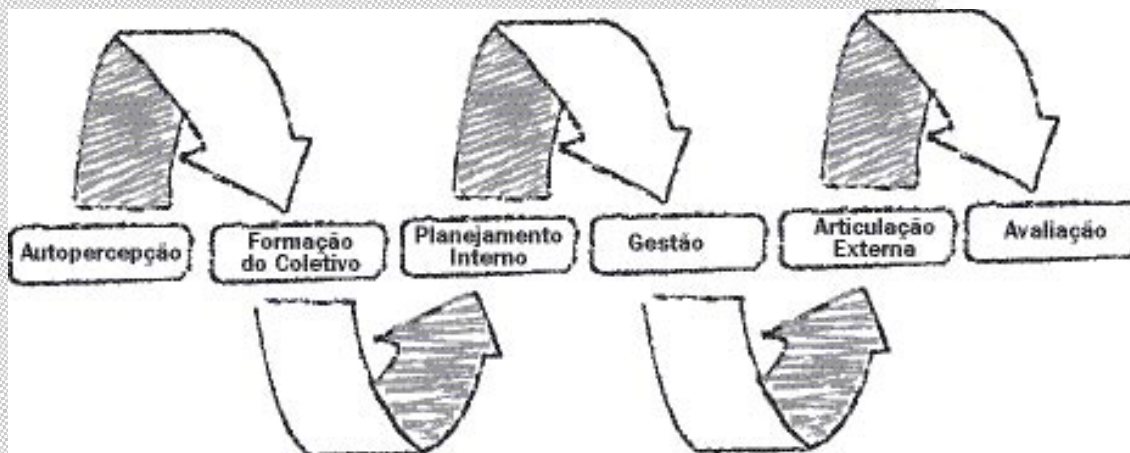 Autopercepção
Formação
do Coletivo
Planejamento
Interno
Gestão
Articulação
Externa
Avaliação